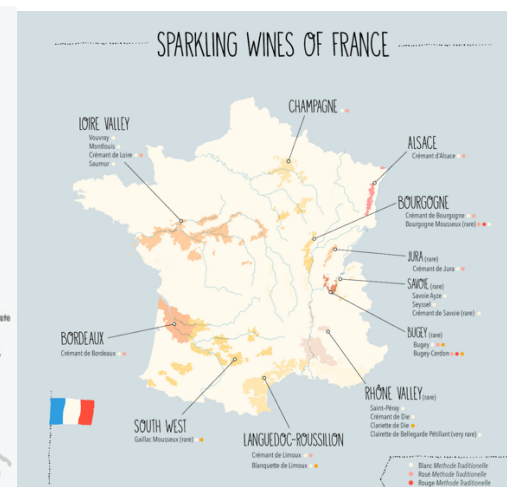 SPARKLING WINES OF FRANCE
CHAMPAGNE
LOIRE VALLEY
Vouvray
Montlouis
Crémant de Loire
Saumur
ALSACE
Crémant d'Alsace
BOURGOGNE
Crémant de Bourgogne
Bourgogne Mousseux (rare)
JURA (rare)
Crémant de Jura
SAVOIE (rare)
Savoie Ayze
Seyssel
Crémant de Savoie (rare)
BUGEY (rare)
Bugey
Bugey-Cerdon
BORDEAUX
Crémant de Bordeaux
RHÔNE VALLEY (rare)
Saint-Péray
Crémant de Die
Clariette de Die
Clairette de Bellegarde Pétillant (very rare)
SOUTH WEST
Gaillac Mousseux (rare)
LANGUEDOC-ROUSSILLON
Crémant de Limoux
Blanquette de Limoux
Blanc Methode Traditionelle
Rosé Methode Traditionelle
Rouge Methode Traditionelle